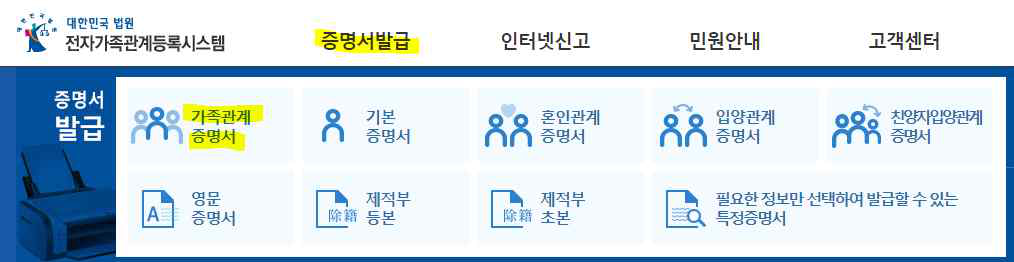 대한민국 법원
전자가족관계등록시스템
증명서발급 인터넷신고 민원안내 고객센터
증명서
발급
가족관계
증명서
기본
증명서
혼인관계
증명서
입양관계
증명서
친양자입양관계
증명서
A
영문
증명서
除籍
제적부
등본
除籍
제적부
초본
필요한 정보만 선택하여 발급할 수 있는
특정증명서